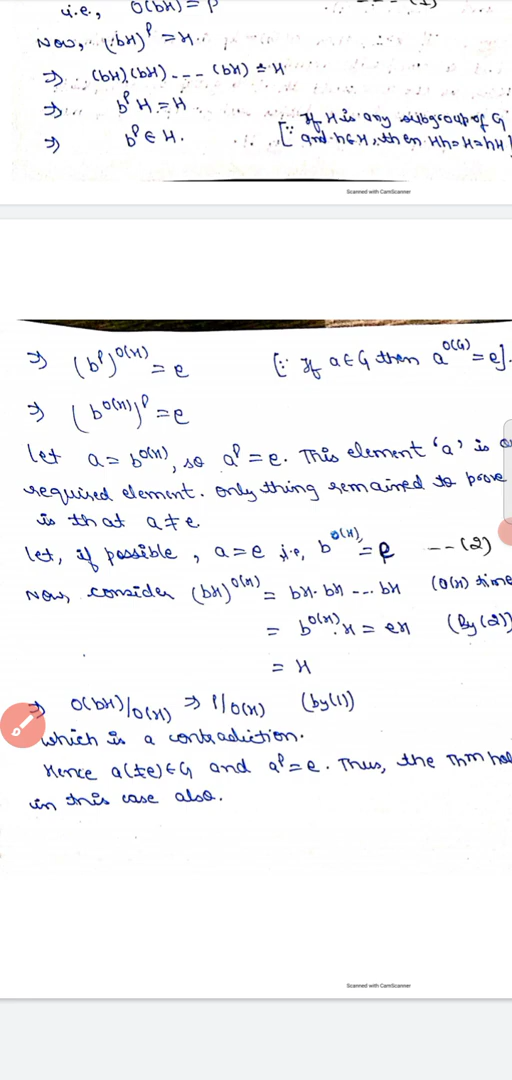 i.e., O(bH) = p --- (1)
Now, (bH)^p = H
⇒ (bH)(bH) --- (bH) = H
⇒ b^p H = H
⇒ b^p ∈ H. [∵ If H is any subgroup of G
and h∈H, then Hh=H=hH]
Scanned with CamScanner
⇒ (b^p)^O(H) = e [∵ If a∈G then a^O(G) = e].
⇒ (b^O(H))^p = e
Let a = b^O(H), so a^p = e. This element 'a' is
required element. only thing remained to prove
is that a≠e
Let, if possible, a=e i.e, b^O(H) = e --(2)
Now, consider (bH)^O(H) = bH. bH --- bH (O(H) time
= b^O(H). H = eH (By (2))
= H
⇒ O(bH)/O(H) ⇒ p/O(H) (by(1))
which is a contradiction.
Hence a(≠e)∈G and a^p = e. Thus, the Thm
in this case also.
Scanned with CamScanner